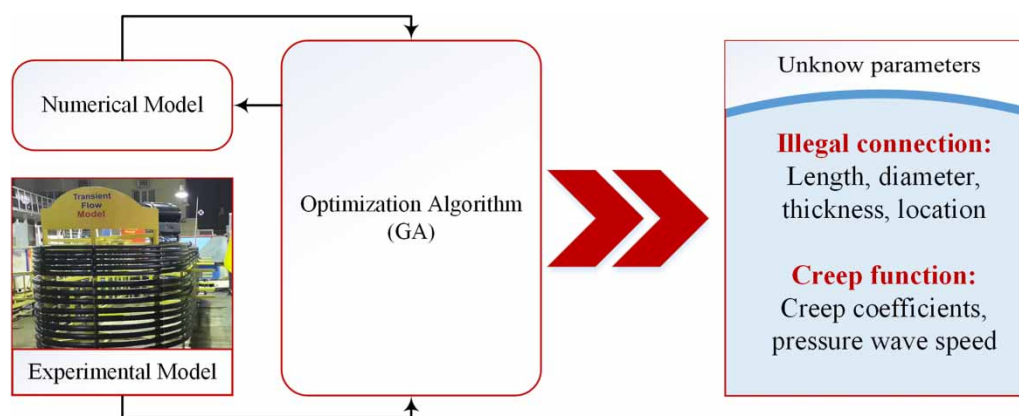 Numerical Model
Transient
Flow
Model
Experimental Model
Optimization Algorithm
(GA)
Unknow parameters
Illegal connection:
Length, diameter,
thickness, location
Creep function:
Creep coefficients,
pressure wave speed